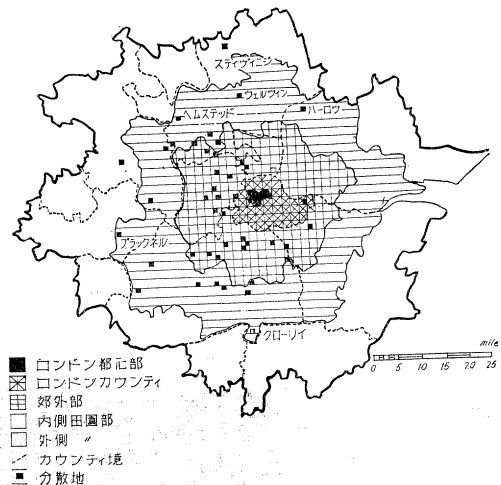 スティヴィニジ
ウェルウィン
ヘムステッド
ハーロウ
ブラックネル
クローリイ
mile
0 5 10 15 20 25
ロンドン都心部
ロンドンカウンティ
郊外部
内側田園部
外側 〃
カウンティ境
分散地